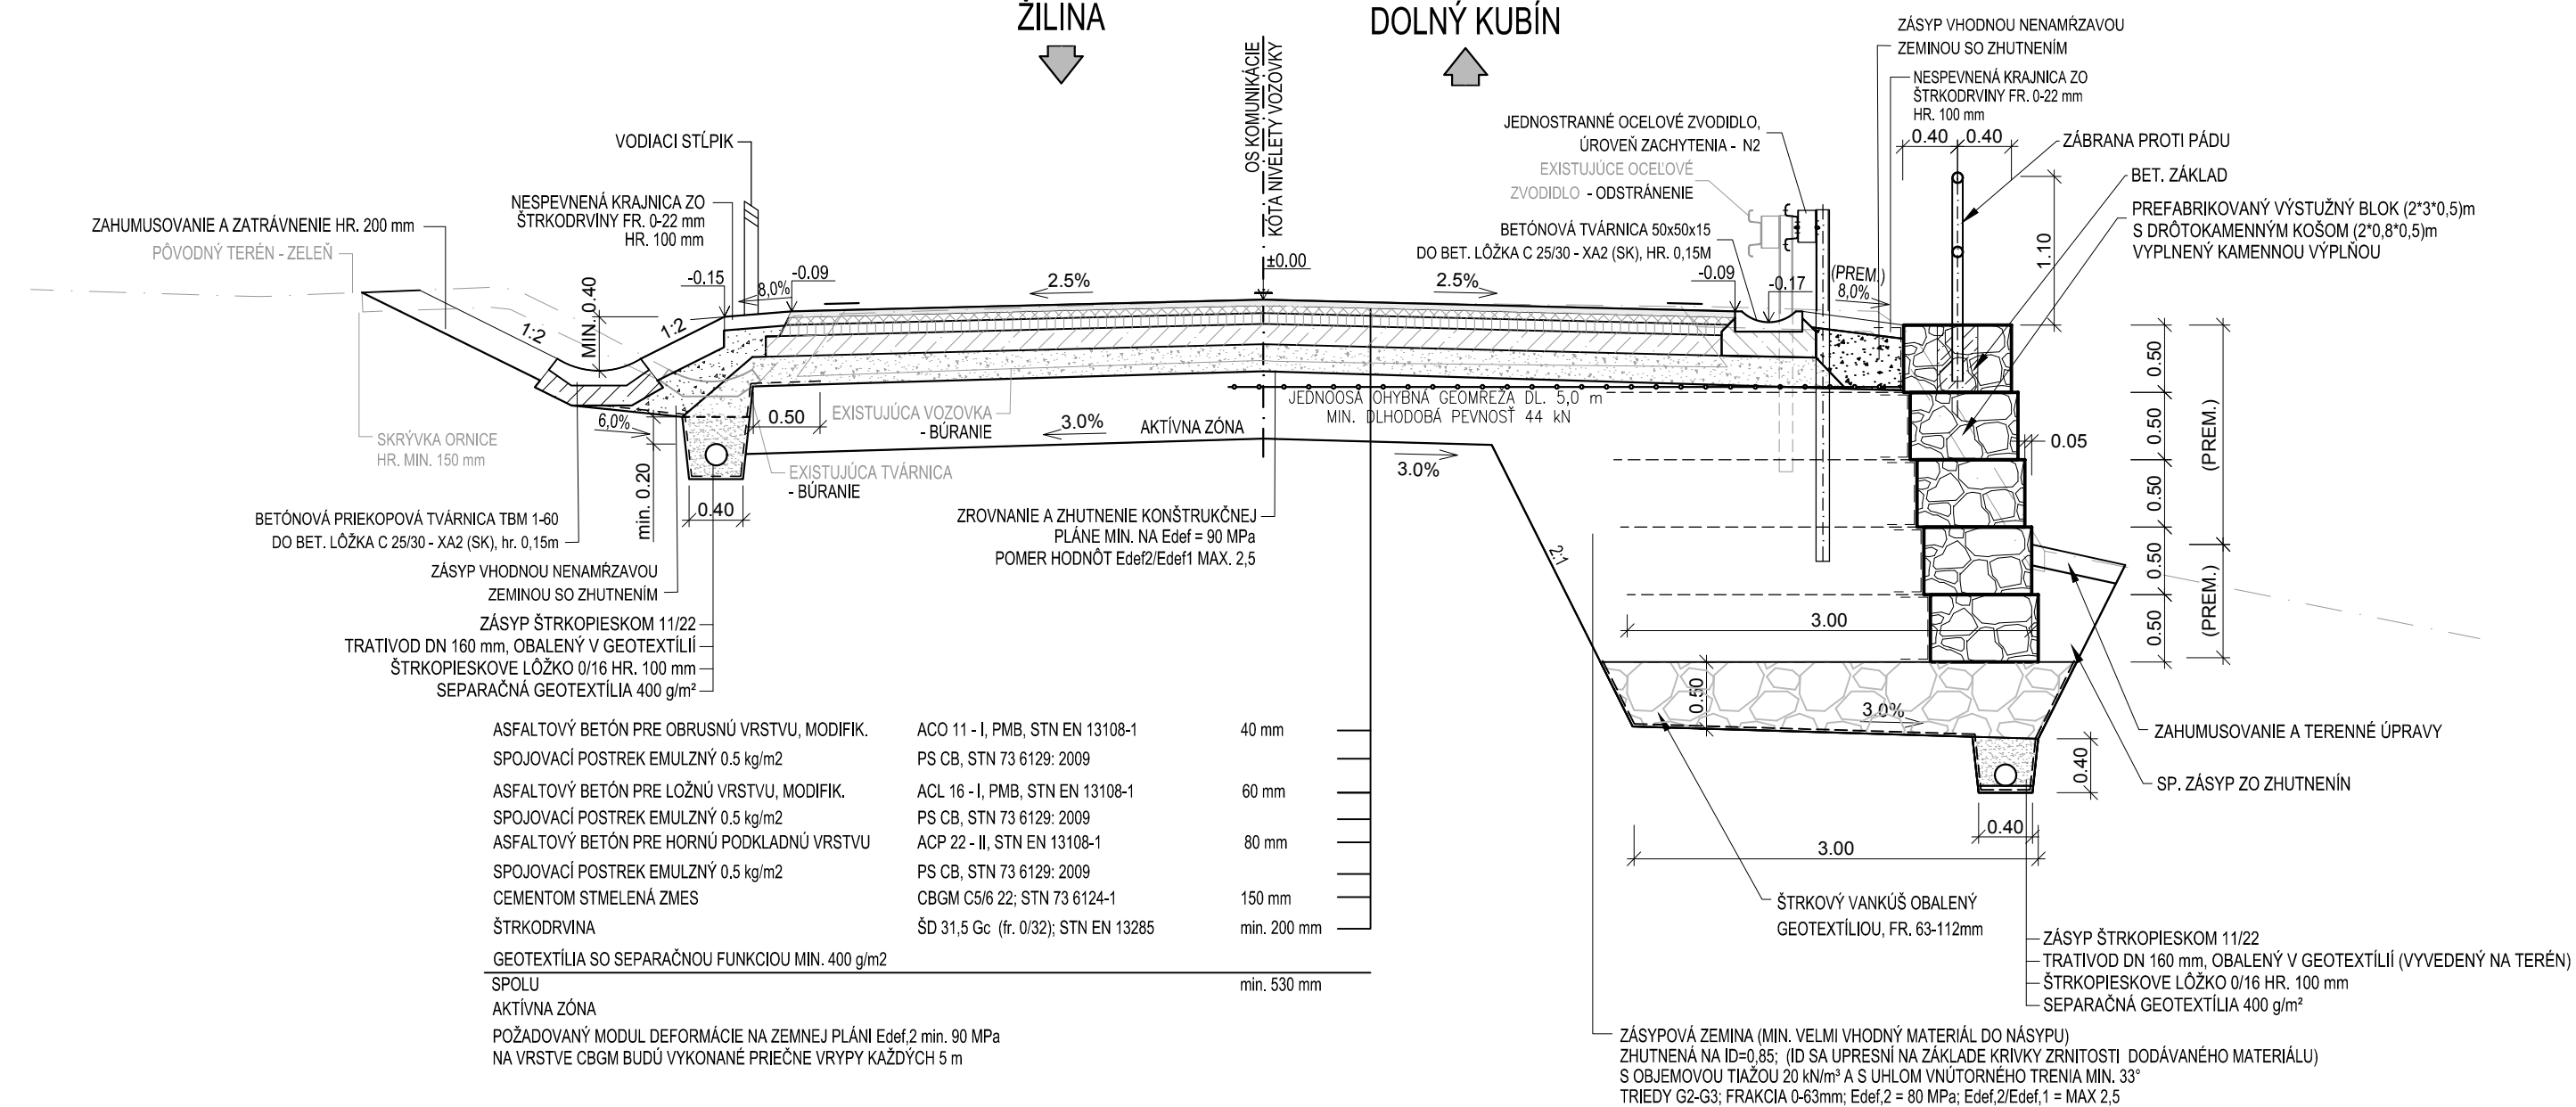 ŽILINA
DOLNÝ KUBÍN
OS KOMUNIKÁCIE
KÓTA NIVELETY VOZOVKY
±0.00
ZÁSYP VHODNOU NENAMŔZAVOU
ZEMINOU SO ZHUTNENÍM
NESPEVNENÁ KRAJNICA ZO
ŠTRKODRVINY FR. 0-22 mm
HR. 100 mm
0.40
0.40
ZÁBRANA PROTI PÁDU
BET. ZÁKLAD
PREFABRIKOVANÝ VÝSTUŽNÝ BLOK (2*3*0,5)m
S DRÔTOKAMENNÝM KOŠOM (2*0,8*0,5)m
VYPLNENÝ KAMENNOU VÝPLŇOU
1.10
JEDNOSTRANNÉ OCELOVÉ ZVODIDLO,
ÚROVEŇ ZACHYTENIA - N2
EXISTUJÚCE OCEĽOVÉ
ZVODIDLO - ODSTRÁNENIE
BETÓNOVÁ TVÁRNICA 50x50x15
DO BET. LÔŽKA C 25/30 - XA2 (SK), HR. 0,15M
-0.09
-0.17
(PREM.)
8,0%
VODIACI STĹPIK
NESPEVNENÁ KRAJNICA ZO
ŠTRKODRVINY FR. 0-22 mm
HR. 100 mm
ZAHUMUSOVANIE A ZATRÁVNENIE HR. 200 mm
PÔVODNÝ TERÉN - ZELEŇ
-0.15
8,0%
-0.09
2.5%
2.5%
MIN. 0.40
1:2
1:2
SKRÝVKA ORNICE
HR. MIN. 150 mm
6,0%
min. 0.20
0.40
0.50
EXISTUJÚCA VOZOVKA
- BÚRANIE
EXISTUJÚCA TVÁRNICA
- BÚRANIE
3.0%
AKTÍVNA ZÓNA
3.0%
JEDNOOSÁ OHYBNÁ GEOMREŽA DL. 5,0 m
MIN. DLHODOBÁ PEVNOSŤ 44 kN
ZROVNANIE A ZHUTNENIE KONŠTRUKČNEJ
PLÁNE MIN. NA Edef = 90 MPa
POMER HODNÔT Edef2/Edef1 MAX. 2,5
BETÓNOVÁ PRIEKOPOVÁ TVÁRNICA TBM 1-60
DO BET. LÔŽKA C 25/30 - XA2 (SK), hr. 0,15m
ZÁSYP VHODNOU NENAMŔZAVOU
ZEMINOU SO ZHUTNENÍM
ZÁSYP ŠTRKOPIESKOM 11/22
TRATIVOD DN 160 mm, OBALENÝ V GEOTEXTÍLIÍ
ŠTRKOPIESKOVE LÔŽKO 0/16 HR. 100 mm
SEPARAČNÁ GEOTEXTÍLIA 400 g/m²
2:1
0.05
0.50
0.50
0.50
0.50
0.50
(PREM.)
(PREM.)
3.00
0.50
3.0%
0.40
0.40
3.00
ZAHUMUSOVANIE A TERENNÉ ÚPRAVY
SP. ZÁSYP ZO ZHUTNENÍN
ŠTRKOVÝ VANKÚŠ OBALENÝ
GEOTEXTÍLIOU, FR. 63-112mm
ZÁSYP ŠTRKOPIESKOM 11/22
TRATIVOD DN 160 mm, OBALENÝ V GEOTEXTÍLIÍ (VYVEDENÝ NA TERÉN)
ŠTRKOPIESKOVE LÔŽKO 0/16 HR. 100 mm
SEPARAČNÁ GEOTEXTÍLIA 400 g/m²
ASFALTOVÝ BETÓN PRE OBRUSNÚ VRSTVU, MODIFIK. ACO 11 - I, PMB, STN EN 13108-1 40 mm
SPOJOVACÍ POSTREK EMULZNÝ 0.5 kg/m2 PS CB, STN 73 6129: 2009
ASFALTOVÝ BETÓN PRE LOŽNÚ VRSTVU, MODIFIK. ACL 16 - I, PMB, STN EN 13108-1 60 mm
SPOJOVACÍ POSTREK EMULZNÝ 0.5 kg/m2 PS CB, STN 73 6129: 2009
ASFALTOVÝ BETÓN PRE HORNÚ PODKLADNÚ VRSTVU ACP 22 - II, STN EN 13108-1 80 mm
SPOJOVACÍ POSTREK EMULZNÝ 0.5 kg/m2 PS CB, STN 73 6129: 2009
CEMENTOM STMELENÁ ZMES CBGM C5/6 22; STN 73 6124-1 150 mm
ŠTRKODRVINA ŠD 31,5 Gc (fr. 0/32); STN EN 13285 min. 200 mm
GEOTEXTÍLIA SO SEPARAČNOU FUNKCIOU MIN. 400 g/m2
SPOLU min. 530 mm
AKTÍVNA ZÓNA
POŽADOVANÝ MODUL DEFORMÁCIE NA ZEMNEJ PLÁNI Edef,2 min. 90 MPa
NA VRSTVE CBGM BUDÚ VYKONANÉ PRIEČNE VRYPY KAŽDÝCH 5 m
ZÁSYPOVÁ ZEMINA (MIN. VELMI VHODNÝ MATERIÁL DO NÁSYPU)
ZHUTNENÁ NA ID=0,85; (ID SA UPRESNÍ NA ZÁKLADE KRIVKY ZRNITOSTI DODÁVANÉHO MATERIÁLU)
S OBJEMOVOU TIAŽOU 20 kN/m³ A S UHLOM VNÚTORNÉHO TRENIA MIN. 33°
TRIEDY G2-G3; FRAKCIA 0-63mm; Edef,2 = 80 MPa; Edef,2/Edef,1 = MAX 2,5